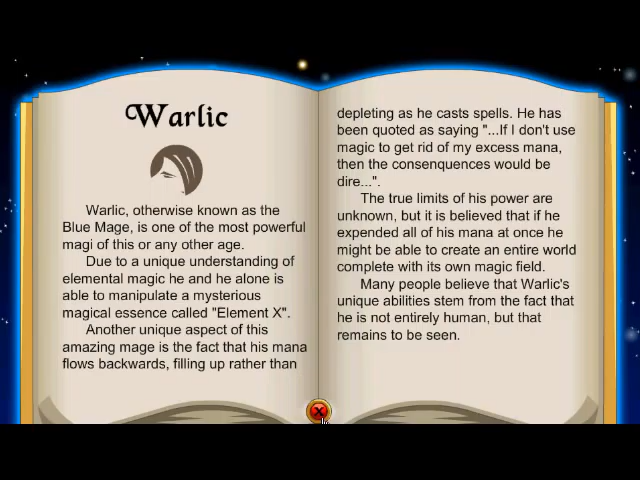 Warlic
Warlic, otherwise known as the
Blue Mage, is one of the most powerful
magi of this or any other age.
Due to a unique understanding of
elemental magic he and he alone is
able to manipulate a mysterious
magical essence called "Element X".
Another unique aspect of this
amazing mage is the fact that his mana
flows backwards, filling up rather than
depleting as he casts spells. He has
been quoted as saying "...If I don't use
magic to get rid of my excess mana,
then the consenquences would be
dire...".
The true limits of his power are
unknown, but it is believed that if he
expended all of his mana at once he
might be able to create an entire world
complete with its own magic field.
Many people believe that Warlic's
unique abilities stem from the fact that
he is not entirely human, but that
remains to be seen.
X